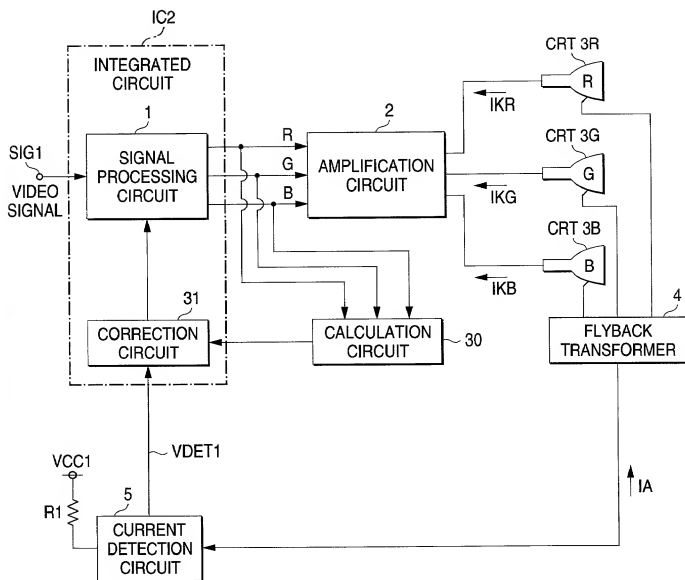 IC2
INTEGRATED
CIRCUIT
1
SIGNAL
PROCESSING
CIRCUIT
SIG1
VIDEO
SIGNAL
R
G
B
2
AMPLIFICATION
CIRCUIT
IKR
IKG
IKB
CRT 3R
R
CRT 3G
G
CRT 3B
B
31
CORRECTION
CIRCUIT
CALCULATION
CIRCUIT
30
4
FLYBACK
TRANSFORMER
VDET1
IA
VCC1
R1
5
CURRENT
DETECTION
CIRCUIT